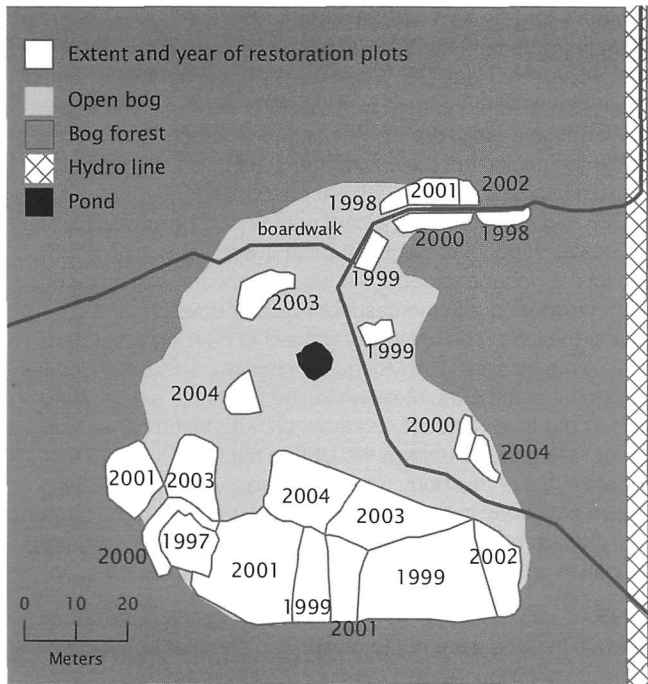 Extent and year of restoration plots
Open bog
Bog forest
Hydro line
Pond
1998
2001
2002
boardwalk
2000
1998
1999
2003
1999
2004
2000
2004
2001
2003
2004
2003
2000
1997
2001
1999
2002
1999
2001
0 10 20
Meters